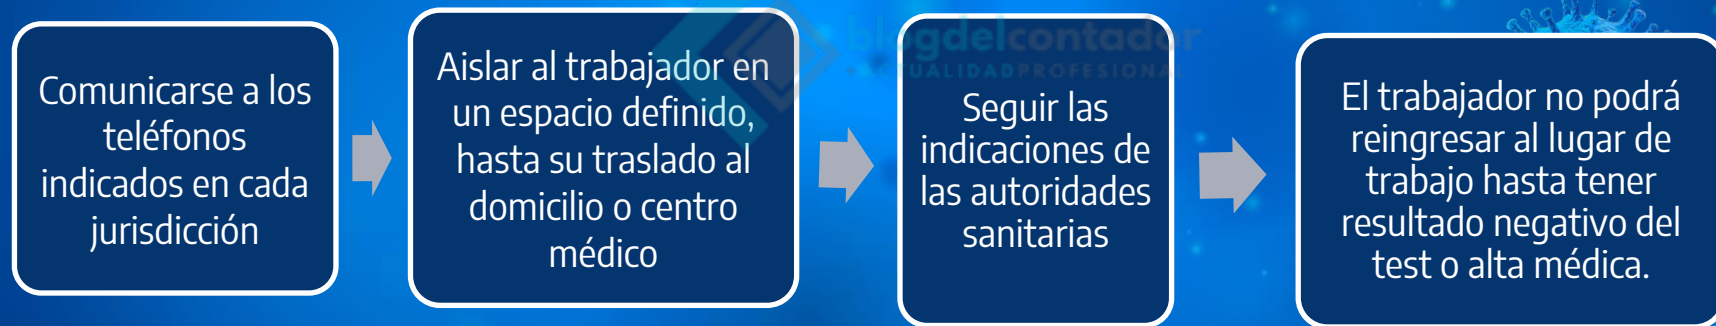 Comunicarse a los
teléfonos
indicados en cada
jurisdicción
Aislar al trabajador en
un espacio definido,
hasta su traslado al
domicilio o centro
médico
blogdelcontador
ACTUALIDADPROFESIONAL
Seguir las
indicaciones de
las autoridades
sanitarias
El trabajador no podrá
reingresar al lugar de
trabajo hasta tener
resultado negativo del
test o alta médica.